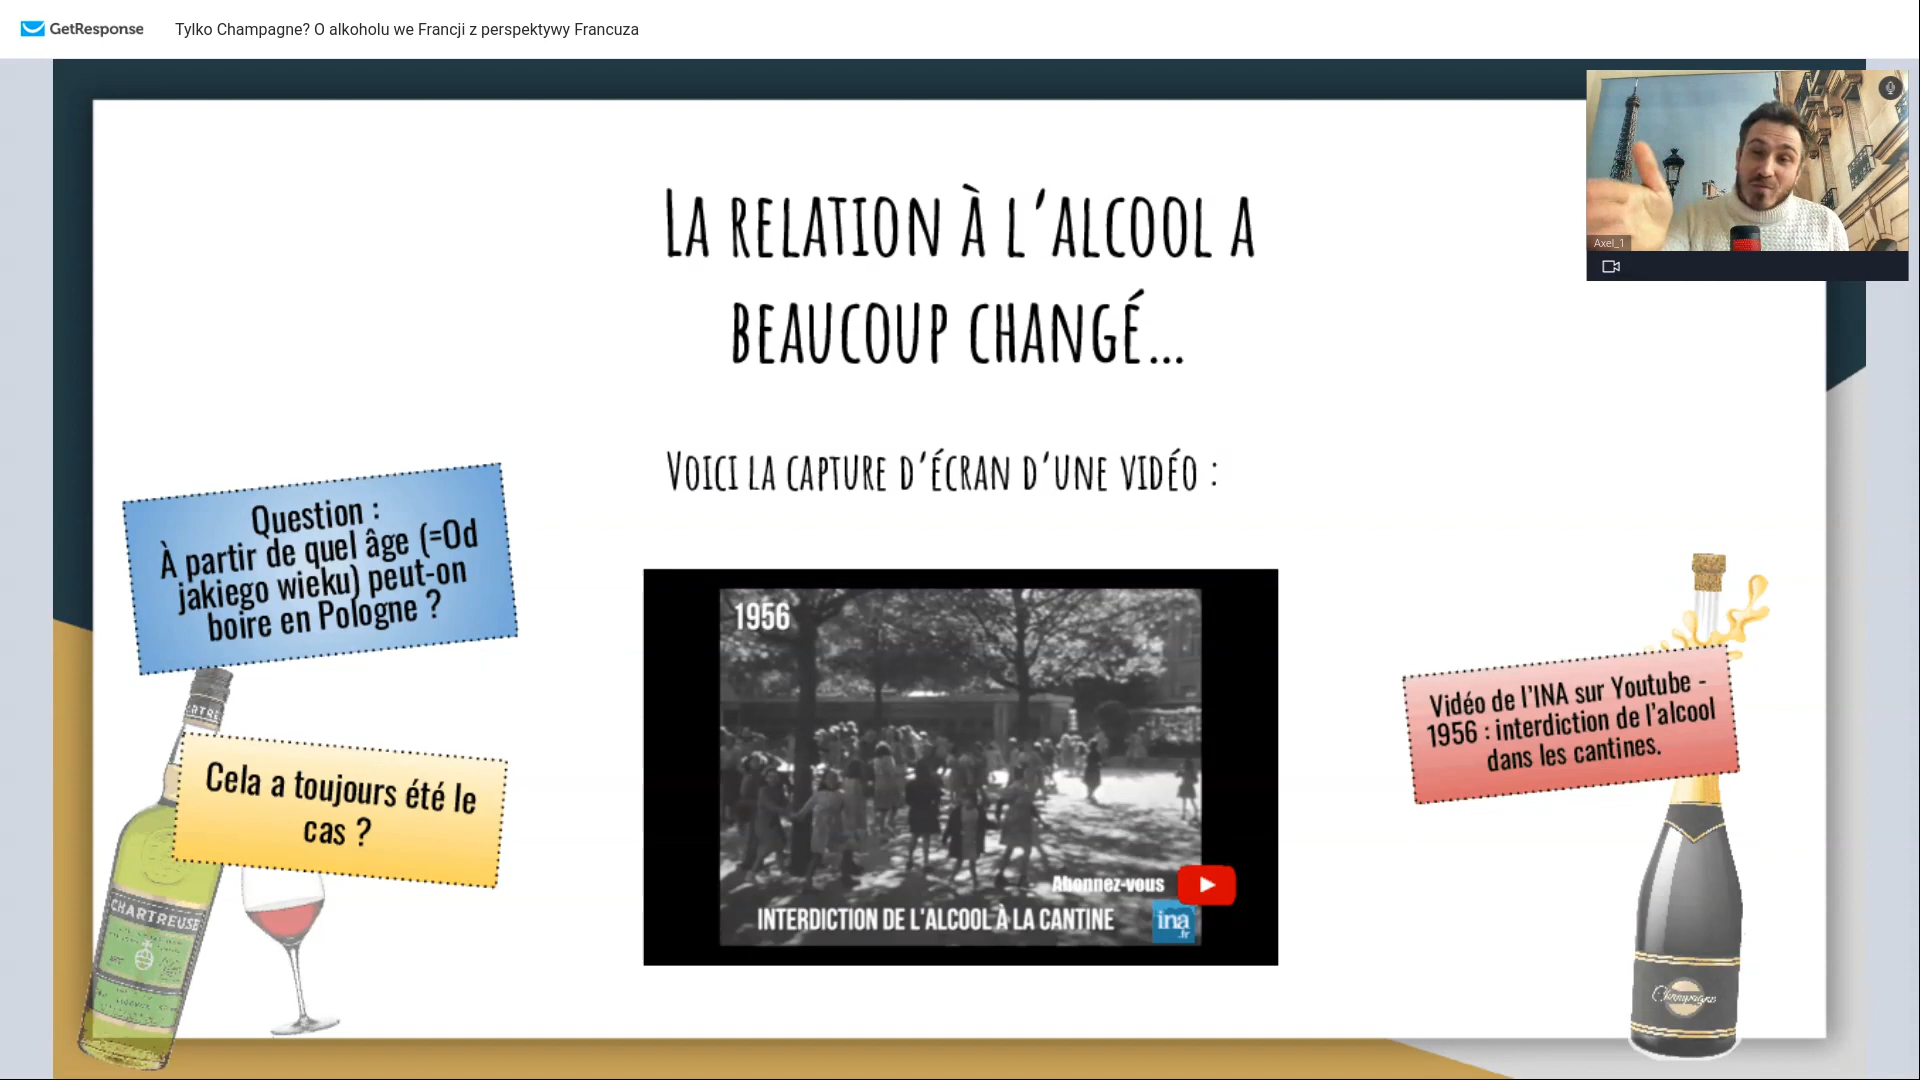 GetResponse
Tylko Champagne? O alkoholu we Francji z perspektywy Francuza
Axel_1
La relation à l'alcool a
beaucoup changé...
Voici la capture d'écran d'une vidéo :
Question :
À partir de quel âge (=Od
jakiego wieku) peut-on
boire en Pologne ?
Cela a toujours été le
cas ?
1956
Abonnez-vous
INTERDICTION DE L'ALCOOL À LA CANTINE
ina
.fr
Vidéo de l'INA sur Youtube -
1956 : interdiction de l'alcool
dans les cantines.
CHARTREUSE
Champagne